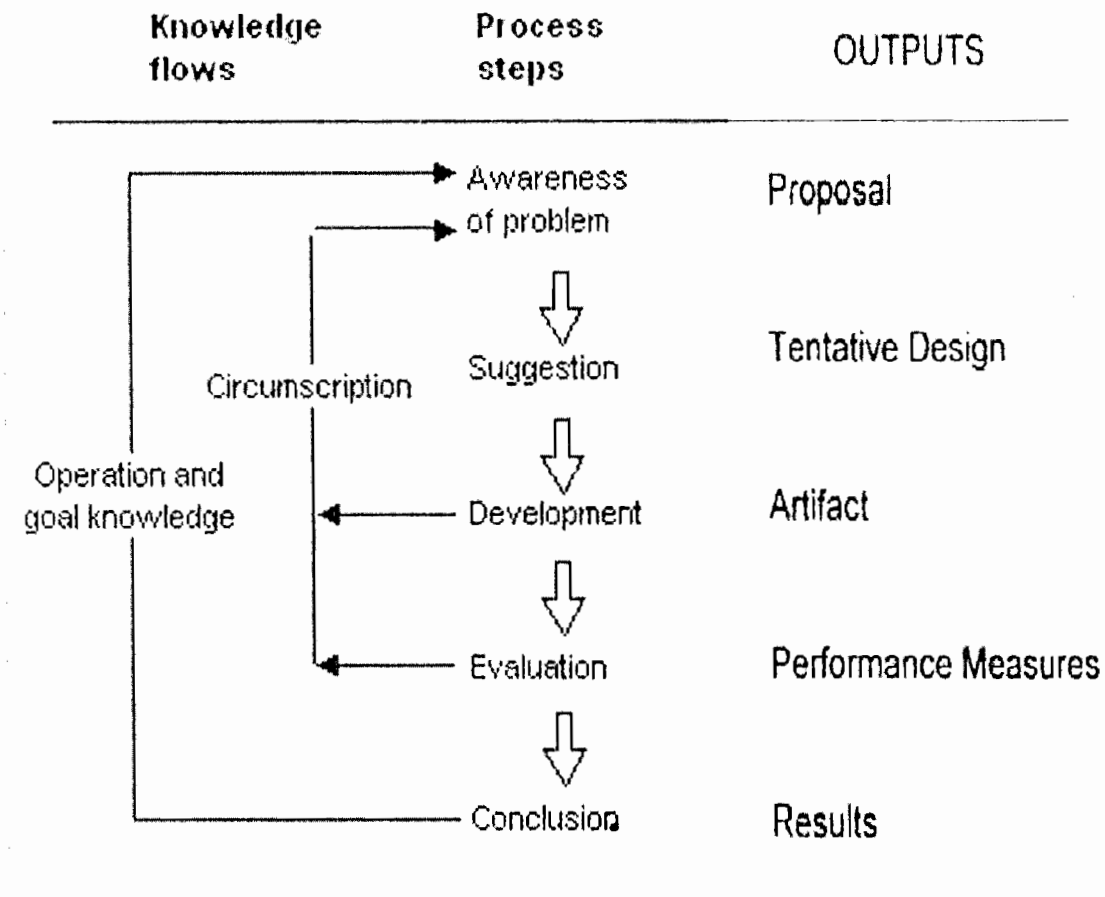 Knowledge
flows
Process
steps
OUTPUTS
Awareness
of problem
Proposal
Suggestion
Tentative Design
Circumscription
Operation and
goal knowledge
Development
Artifact
Evaluation
Performance Measures
Conclusion
Results